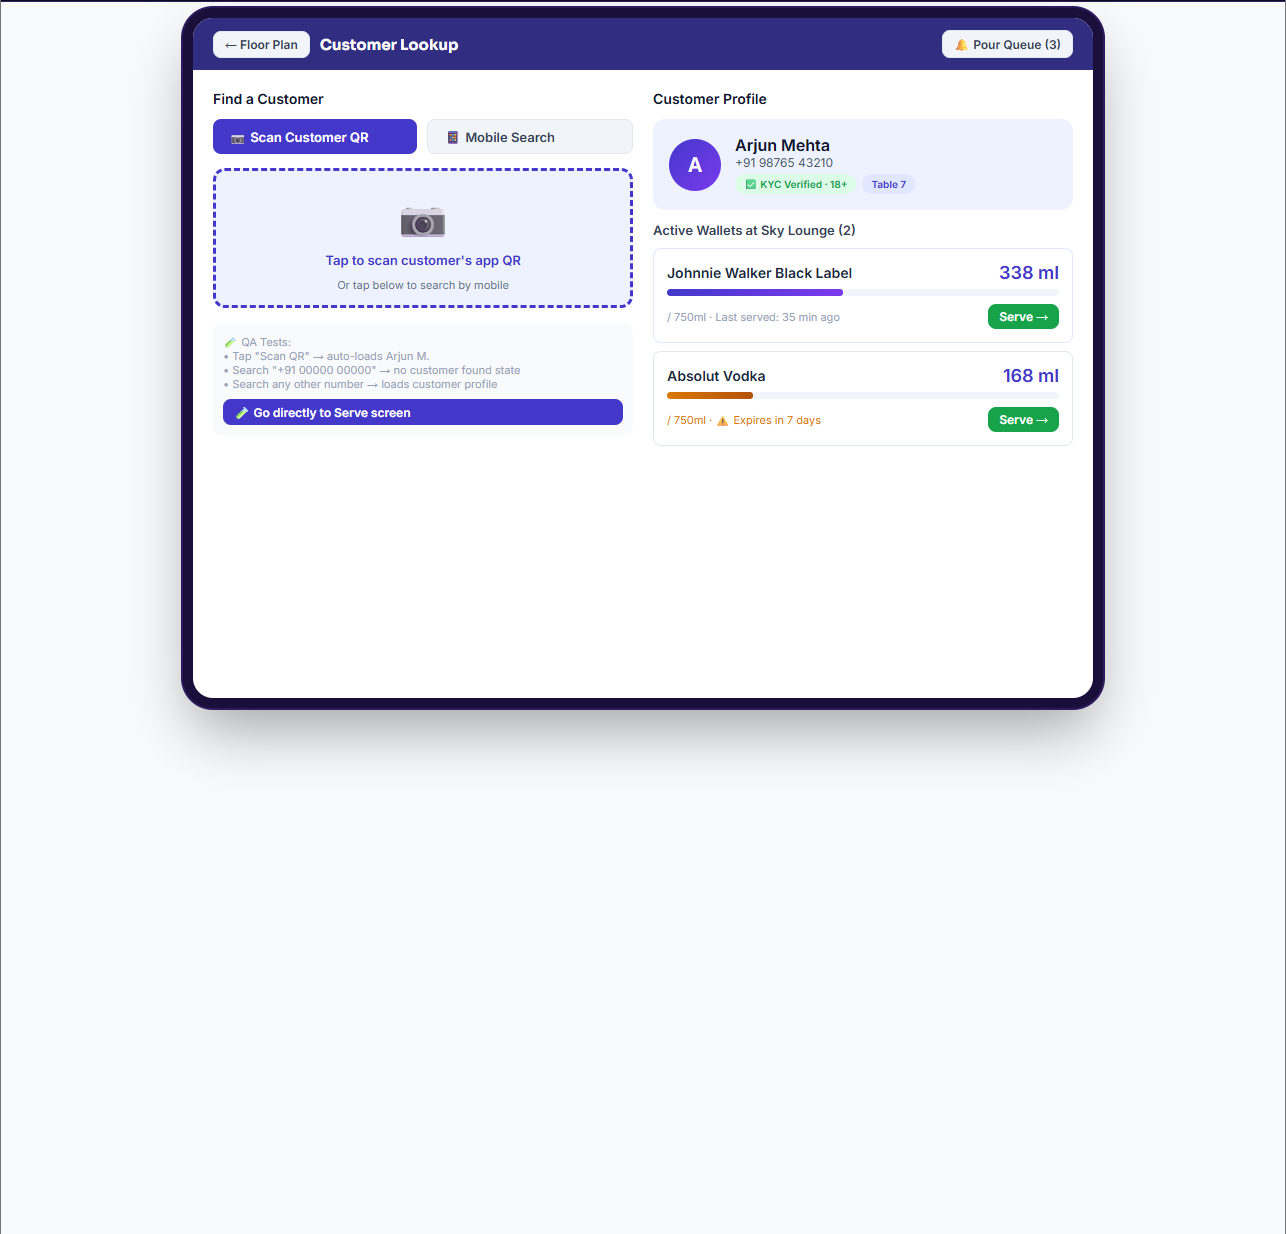 ← Floor Plan
Customer Lookup
Pour Queue (3)
Find a Customer
Scan Customer QR
Mobile Search
Tap to scan customer's app QR
Or tap below to search by mobile
QA Tests:
• Tap "Scan QR" → auto-loads Arjun M.
• Search "+91 00000 00000" → no customer found state
• Search any other number → loads customer profile
Go directly to Serve screen
Customer Profile
A
Arjun Mehta
+91 98765 43210
KYC Verified · 18+
Table 7
Active Wallets at Sky Lounge (2)
Johnnie Walker Black Label
338 ml
/ 750ml · Last served: 35 min ago
Serve →
Absolut Vodka
168 ml
/ 750ml · ⚠️ Expires in 7 days
Serve →